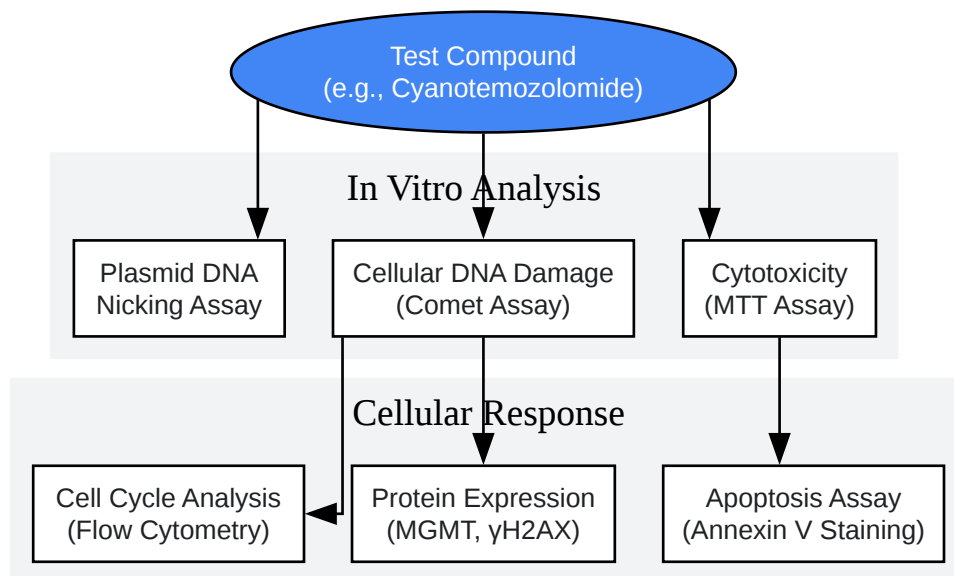 Test Compound
(e.g., Cyanotemozolomide)
In Vitro Analysis
Plasmid DNA
Nicking Assay
Cellular DNA Damage
(Comet Assay)
Cytotoxicity
(MTT Assay)
Cellular Response
Cell Cycle Analysis
(Flow Cytometry)
Protein Expression
(MGMT, γH2AX)
Apoptosis Assay
(Annexin V Staining)